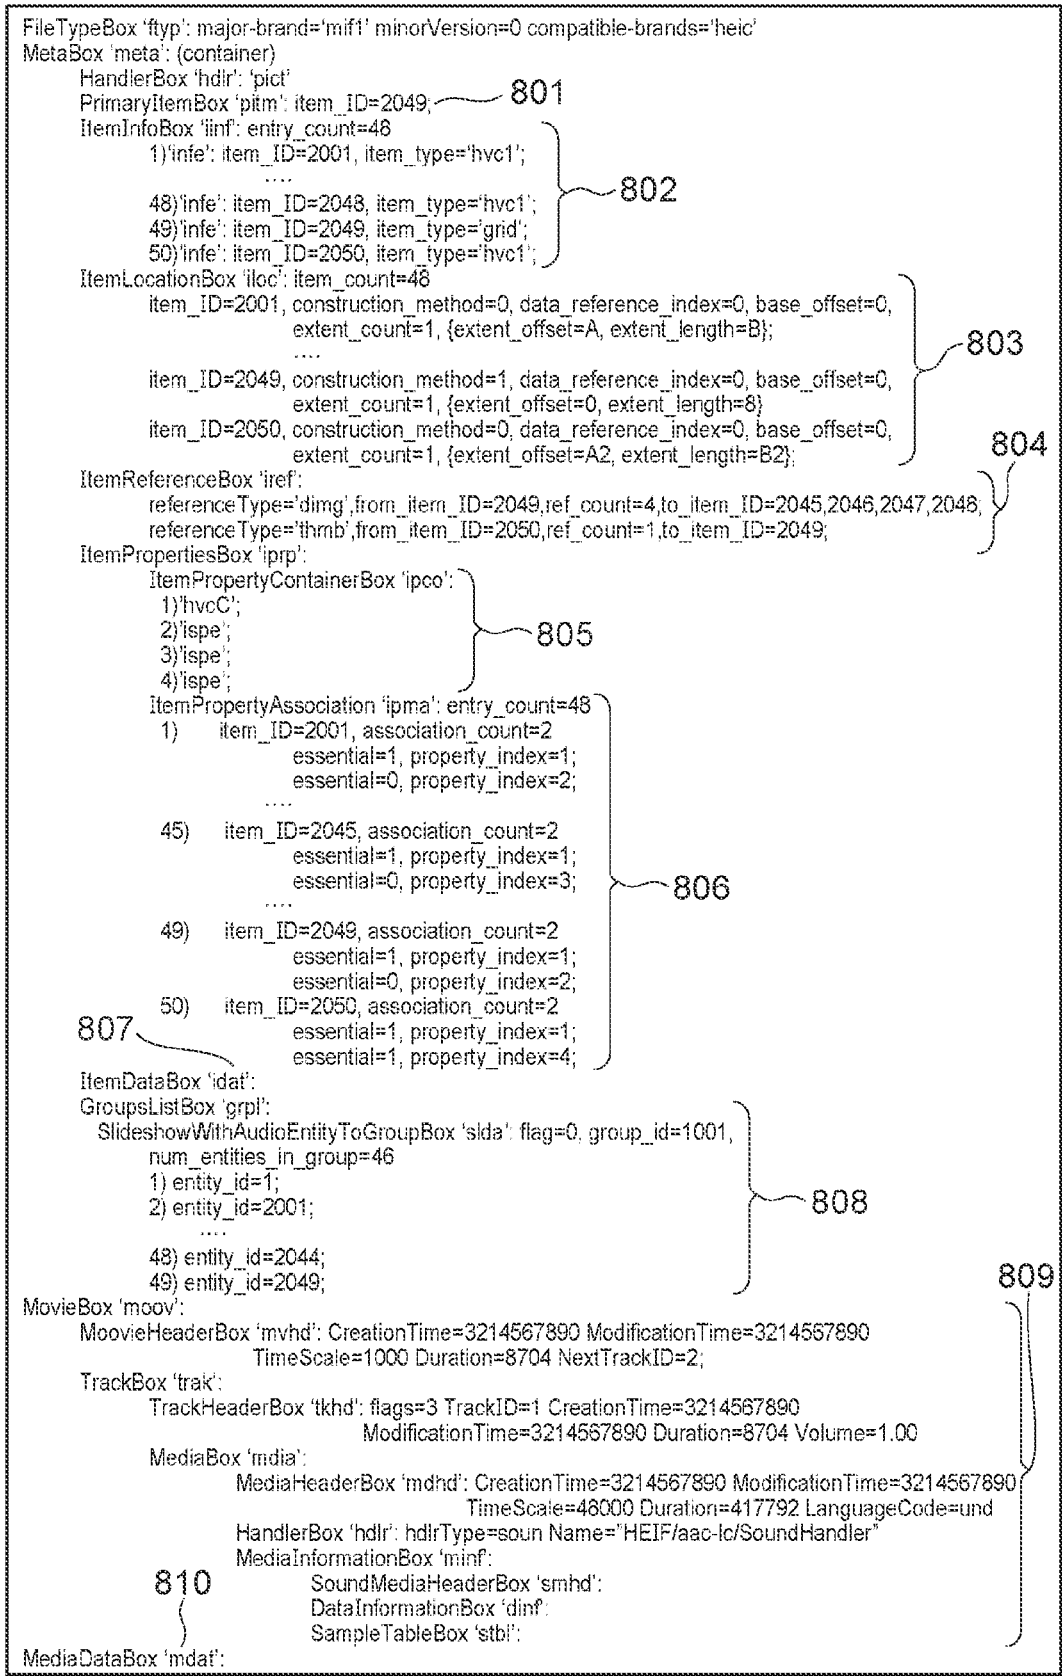 FileTypeBox 'ftyp': major-brand='mif1' minorVersion=0 compatible-brands='heic'
MetaBox 'meta': (container)
HandlerBox 'hdlr': 'pict'
PrimaryItemBox 'pitm': item_ID=2049; 801
ItemInfoBox 'iinf': entry_count=48
1)'infe': item_ID=2001, item_type='hvc1';
....
802
48)'infe': item_ID=2048, item_type='hvc1';
49)'infe': item_ID=2049, item_type='grid';
50)'infe': item_ID=2050, item_type='hvc1';
ItemLocationBox 'iloc': item_count=48
item_ID=2001, construction_method=0, data_reference_index=0, base_offset=0,
extent_count=1, {extent_offset=A, extent_length=B};
....
803
item_ID=2049, construction_method=1, data_reference_index=0, base_offset=0,
extent_count=1, {extent_offset=0, extent_length=8}
item_ID=2050, construction_method=0, data_reference_index=0, base_offset=0,
extent_count=1, {extent_offset=A2, extent_length=B2};
804
ItemReferenceBox 'iref':
referenceType='dimg',from_item_ID=2049,ref_count=4,to_item_ID=2045,2046,2047,2048;
referenceType='thmb',from_item_ID=2050,ref_count=1,to_item_ID=2049;
ItemPropertiesBox 'iprp':
ItemPropertyContainerBox 'ipco':
1)'hvcC';
2)'ispe';
805
3)'ispe';
4)'ispe';
ItemPropertyAssociation 'ipma': entry_count=48
1) item_ID=2001, association_count=2
essential=1, property_index=1;
essential=0, property_index=2;
....
45) item_ID=2045, association_count=2
essential=1, property_index=1;
essential=0, property_index=3;
806
....
49) item_ID=2049, association_count=2
essential=1, property_index=1;
essential=0, property_index=2;
50) item_ID=2050, association_count=2
essential=1, property_index=1;
essential=1, property_index=4;
807
ItemDataBox 'idat':
GroupsListBox 'grpl':
SlideshowWithAudioEntityToGroupBox 'slda': flag=0, group_id=1001,
num_entities_in_group=46
1) entity_id=1;
2) entity_id=2001;
808
....
48) entity_id=2044;
49) entity_id=2049;
809
MovieBox 'moov':
MoovieHeaderBox 'mvhd': CreationTime=3214567890 ModificationTime=3214567890
TimeScale=1000 Duration=8704 NextTrackID=2;
TrackBox 'trak':
TrackHeaderBox 'tkhd': flags=3 TrackID=1 CreationTime=3214567890
ModificationTime=3214567890 Duration=8704 Volume=1.00
MediaBox 'mdia':
MediaHeaderBox 'mdhd': CreationTime=3214567890 ModificationTime=3214567890
TimeScale=48000 Duration=417792 LanguageCode=und
HandlerBox 'hdlr': hdlrType=soun Name="HEIF/aac-lc/SoundHandler"
MediaInformationBox 'minf':
SoundMediaHeaderBox 'smhd':
DataInformationBox 'dinf':
SampleTableBox 'stbl':
810
MediaDataBox 'mdat':